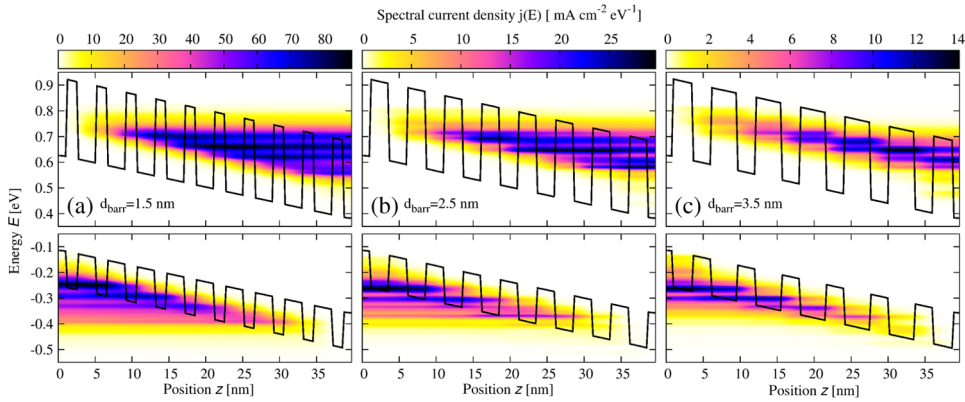 Spectral current density j(E) [ mA cm⁻² eV⁻¹]
0 10 20 30 40 50 60 70 80
0 5 10 15 20 25
0 2 4 6 8 10 12 14
Energy E [eV]
0.9
0.8
0.7
0.6
0.5
0.4
(a) d_barr=1.5 nm
(b) d_barr=2.5 nm
(c) d_barr=3.5 nm
-0.1
-0.2
-0.3
-0.4
-0.5
0 5 10 15 20 25 30 35
0 5 10 15 20 25 30 35
0 5 10 15 20 25 30 35
Position z [nm]
Position z [nm]
Position z [nm]